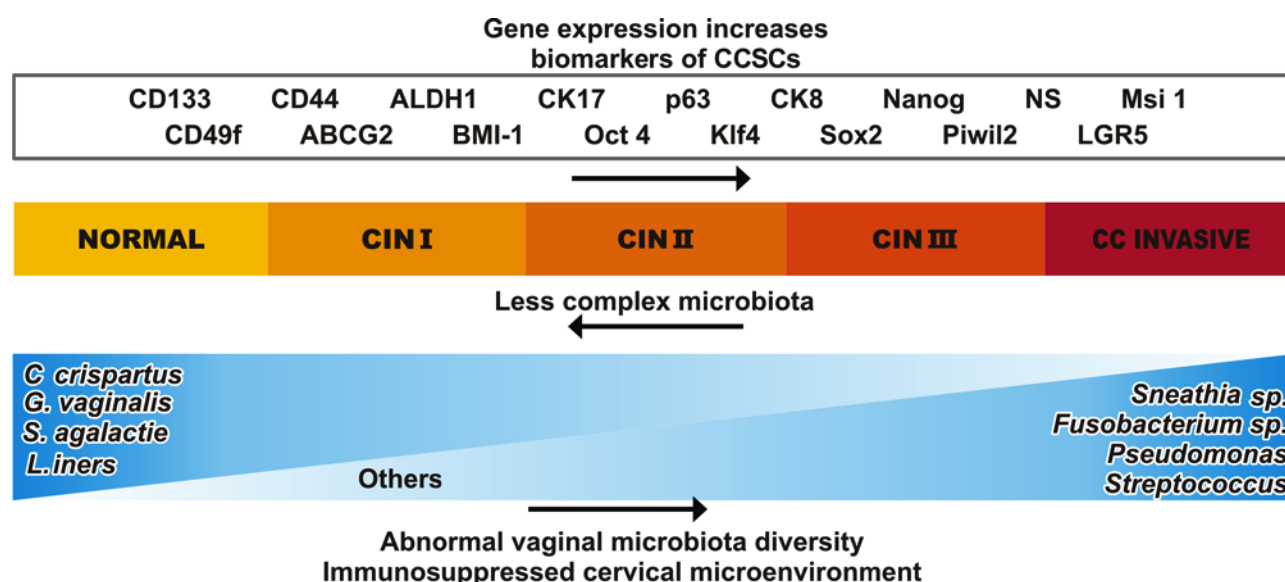 Gene expression increases
biomarkers of CCSCs
CD133 CD44 ALDH1 CK17 p63 CK8 Nanog NS Msi 1
CD49f ABCG2 BMI-1 Oct 4 Klf4 Sox2 Piwil2 LGR5
NORMAL CIN I CIN II CIN III CC INVASIVE
Less complex microbiota
C crispartus
G. vaginalis
S. agalactie
L. iners
Others
Sneathia sp.
Fusobacterium sp.
Pseudomonas
Streptococcus
Abnormal vaginal microbiota diversity
Immunosuppressed cervical microenvironment